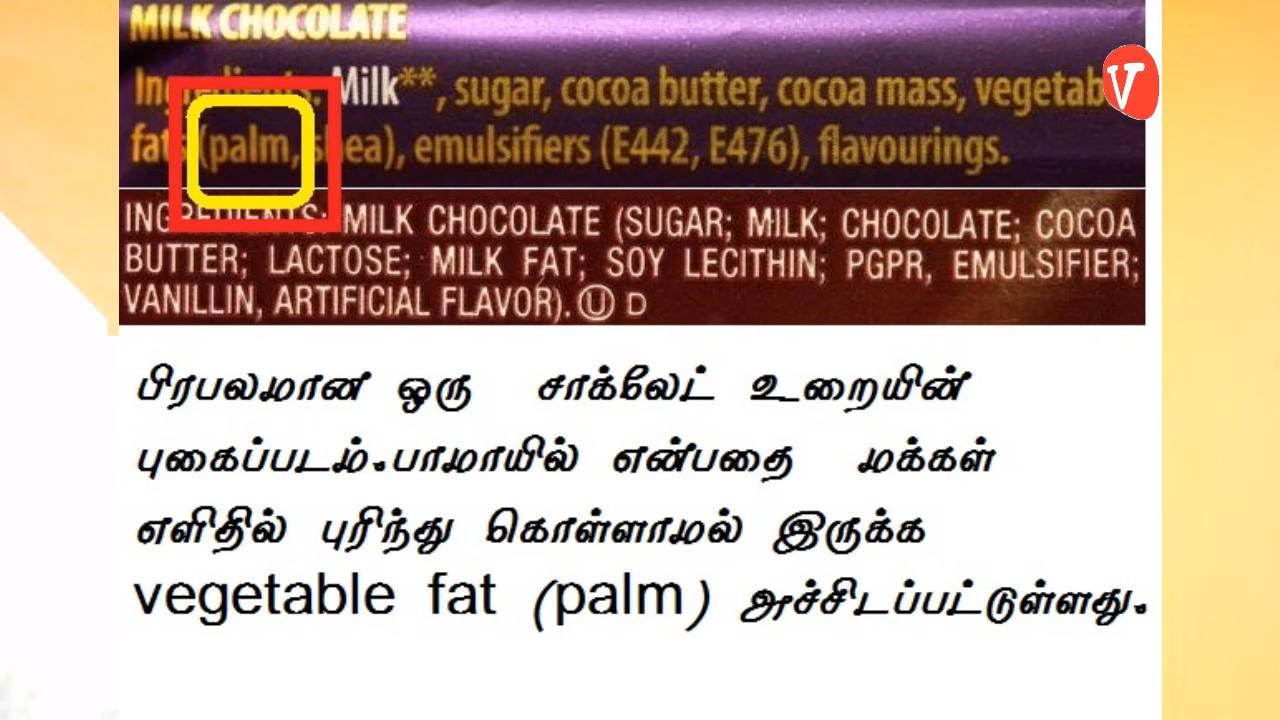 MILK CHOCOLATE
Ingredients: Milk**, sugar, cocoa butter, cocoa mass, vegetab
fat (palm, shea), emulsifiers (E442, E476), flavourings.
V
INGREDIENTS: MILK CHOCOLATE (SUGAR; MILK; CHOCOLATE; COCOA
BUTTER; LACTOSE; MILK FAT; SOY LECITHIN; PGPR, EMULSIFIER;
VANILLIN, ARTIFICIAL FLAVOR). Ⓤ D
பிரபலமான ஒரு சாக்லேட் உறையின்
புகைப்படம்.பாமாயில் என்பதை மக்கள்
எளிதில் புரிந்து கொள்ளாமல் இருக்க
vegetable fat (palm) அச்சிடப்பட்டுள்ளது.